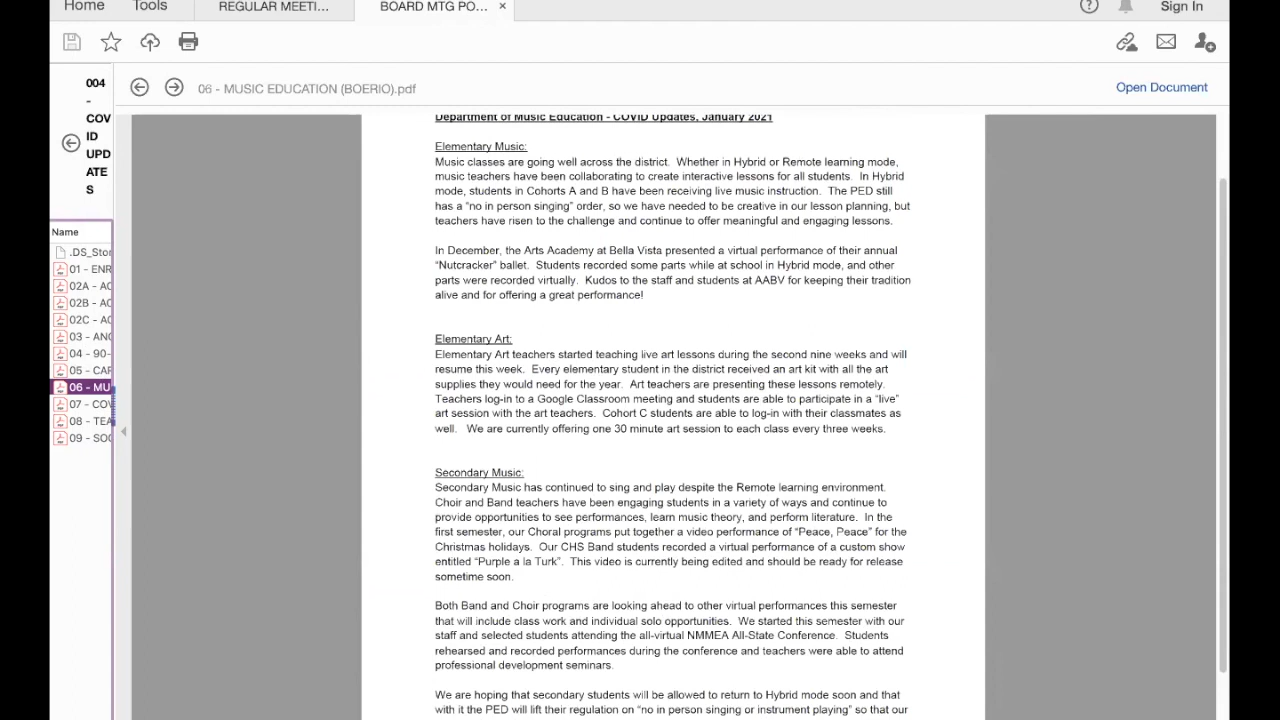 Home Tools REGULAR MEETI... BOARD MTG PO... × ? Sign In
004
-
COV
ID
UPD
ATE
S
06 - MUSIC EDUCATION (BOERIO).pdf Open Document
Name
.DS_Stor
01 - ENR
02A - AC
02B - AC
02C - AC
03 - ANC
04 - 90-
05 - CAR
06 - MU
07 - COV
08 - TEA
09 - SOC
Department of Music Education - COVID Updates, January 2021
Elementary Music:
Music classes are going well across the district. Whether in Hybrid or Remote learning mode,
music teachers have been collaborating to create interactive lessons for all students. In Hybrid
mode, students in Cohorts A and B have been receiving live music instruction. The PED still
has a “no in person singing” order, so we have needed to be creative in our lesson planning, but
teachers have risen to the challenge and continue to offer meaningful and engaging lessons.
In December, the Arts Academy at Bella Vista presented a virtual performance of their annual
“Nutcracker” ballet. Students recorded some parts while at school in Hybrid mode, and other
parts were recorded virtually. Kudos to the staff and students at AABV for keeping their tradition
alive and for offering a great performance!
Elementary Art:
Elementary Art teachers started teaching live art lessons during the second nine weeks and will
resume this week. Every elementary student in the district received an art kit with all the art
supplies they would need for the year. Art teachers are presenting these lessons remotely.
Teachers log-in to a Google Classroom meeting and students are able to participate in a “live”
art session with the art teachers. Cohort C students are able to log-in with their classmates as
well. We are currently offering one 30 minute art session to each class every three weeks.
Secondary Music:
Secondary Music has continued to sing and play despite the Remote learning environment.
Choir and Band teachers have been engaging students in a variety of ways and continue to
provide opportunities to see performances, learn music theory, and perform literature. In the
first semester, our Choral programs put together a video performance of “Peace, Peace” for the
Christmas holidays. Our CHS Band students recorded a virtual performance of a custom show
entitled “Purple a la Turk”. This video is currently being edited and should be ready for release
sometime soon.
Both Band and Choir programs are looking ahead to other virtual performances this semester
that will include class work and individual solo opportunities. We started this semester with our
staff and selected students attending the all-virtual NMMEA All-State Conference. Students
rehearsed and recorded performances during the conference and teachers were able to attend
professional development seminars.
We are hoping that secondary students will be allowed to return to Hybrid mode soon and that
with it the PED will lift their regulation on “no in person singing or instrument playing” so that our